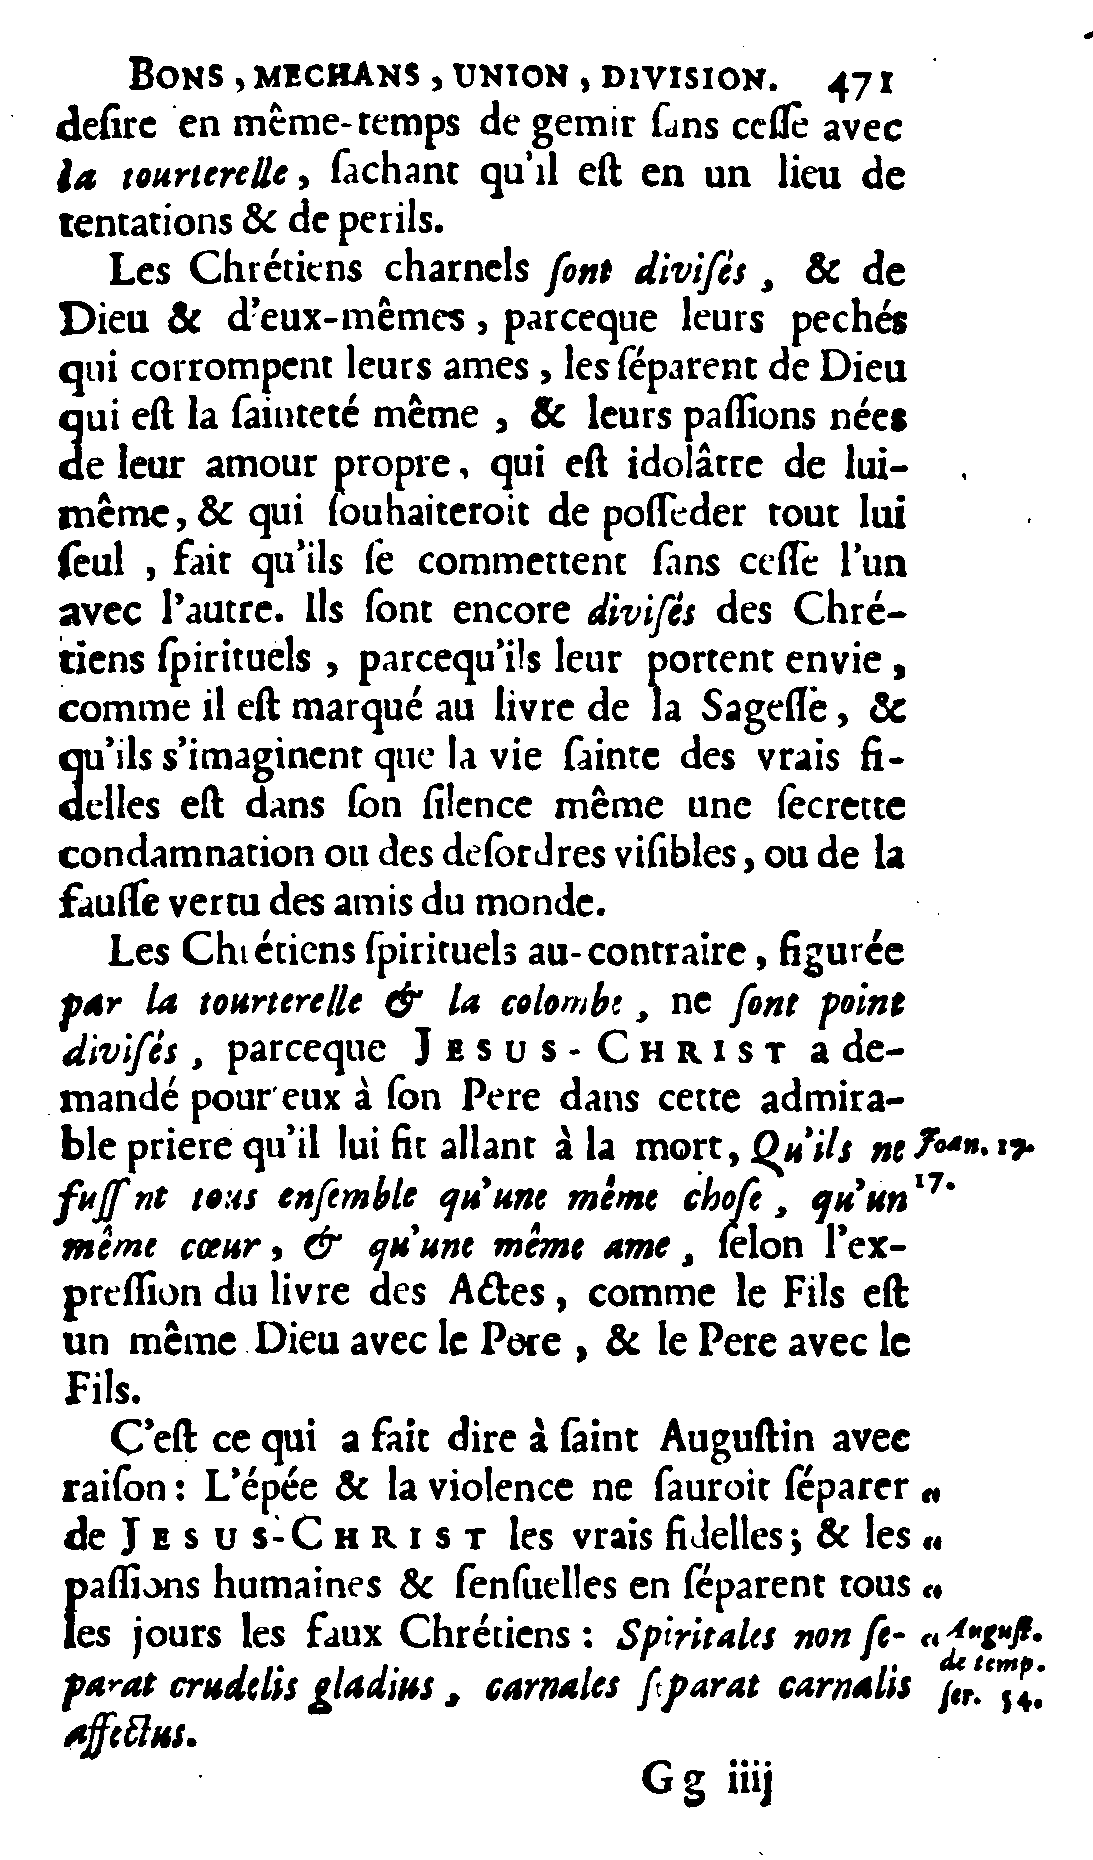 BONS, MECHANS, UNION, DIVISION. 471
deſire en même-temps de gemir ſans ceſſe avec
la tourterelle, ſachant qu'il eſt en un lieu de
tentations & de perils.
Les Chrétiens charnels ſont diviſés, & de
Dieu & d'eux-mêmes, parceque leurs pechés
qui corrompent leurs ames, les ſéparent de Dieu
qui eſt la ſainteté même, & leurs paſſions nées
de leur amour propre, qui eſt idolâtre de lui-
même, & qui ſouhaiteroit de poſſeder tout lui
ſeul, fait qu'ils ſe commettent ſans ceſſe l'un
avec l'autre. Ils ſont encore diviſés des Chré-
tiens ſpirituels, parcequ'ils leur portent envie,
comme il eſt marqué au livre de la Sageſſe, &
qu'ils s'imaginent que la vie ſainte des vrais fi-
delles eſt dans ſon ſilence même une ſecrette
condamnation ou des deſordres viſibles, ou de la
fauſſe vertu des amis du monde.
Les Chrétiens ſpirituels au-contraire, figurée
par la tourterelle & la colombe, ne ſont point
diviſés, parceque JESUS-CHRIST a de-
mandé pour eux à ſon Pere dans cette admira-
ble priere qu'il lui fit allant à la mort, Qu'ils ne Joan. 17.
fuſſent tous enſemble qu'une même choſe, qu'un 17.
même cœur, & qu'une même ame, ſelon l'ex-
preſſion du livre des Actes, comme le Fils eſt
un même Dieu avec le Pere, & le Pere avec le
Fils.
C'eſt ce qui a fait dire à ſaint Auguſtin avec
raiſon: L'épée & la violence ne ſauroit ſéparer "
de JESUS-CHRIST les vrais fidelles; & les "
paſſions humaines & ſenſuelles en ſéparent tous "
les jours les faux Chrétiens: Spiritales non ſe- " Auguſt.
parat crudelis gladius, carnales ſeparat carnalis de temp.
affectus. ſer. 54.
Gg iiij